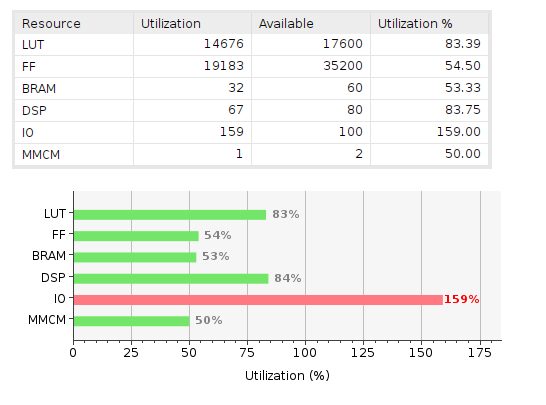 Resource Utilization Available Utilization %
LUT 14676 17600 83.39
FF 19183 35200 54.50
BRAM 32 60 53.33
DSP 67 80 83.75
IO 159 100 159.00
MMCM 1 2 50.00
LUT 83%
FF 54%
BRAM 53%
DSP 84%
IO 159%
MMCM 50%
0 25 50 75 100 125 150 175
Utilization (%)